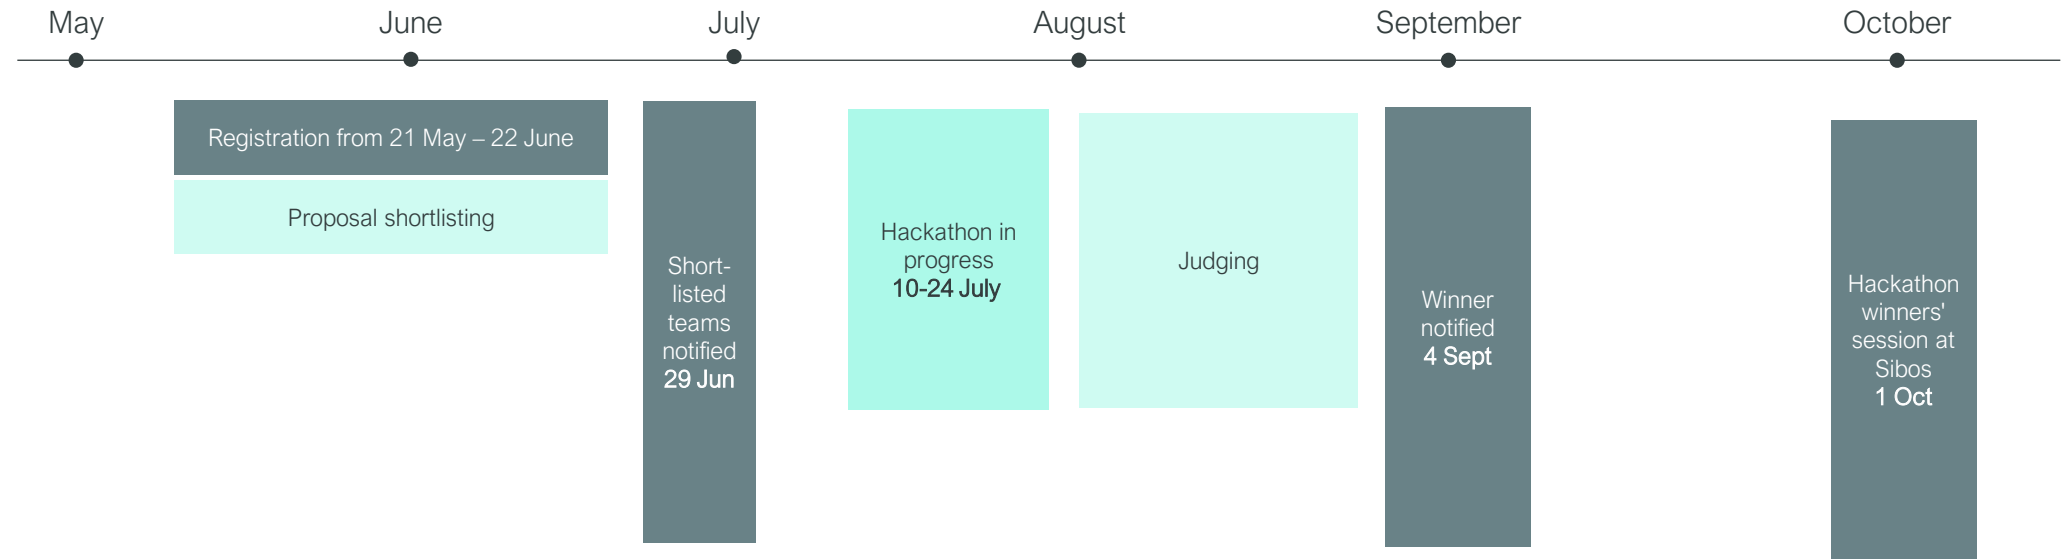 May
June
July
August
September
October
Registration from 21 May – 22 June
Proposal shortlisting
Short-
listed
teams
notified
29 Jun
Hackathon in
progress
10-24 July
Judging
Winner
notified
4 Sept
Hackathon
winners'
session at
Sibos
1 Oct